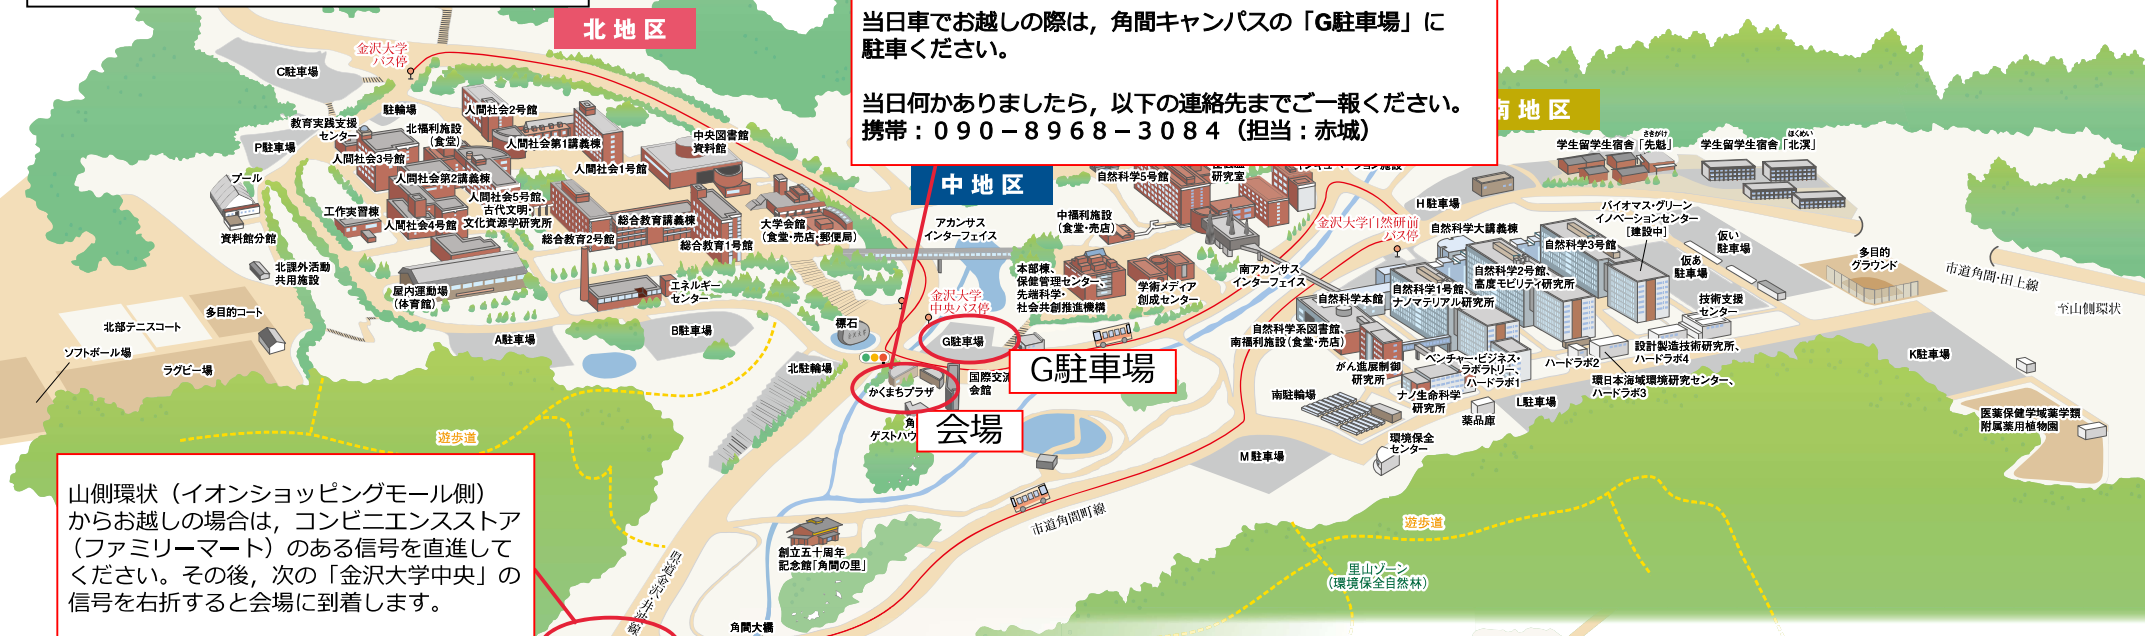 北地区
当日車でお越しの際は，角間キャンパスの「G駐車場」に
駐車ください。
当日何かありましたら，以下の連絡先までご一報ください。
携帯：０９０－８９６８－３０８４（担当：赤城）
南地区
中地区
金沢大学
バス停
C駐車場
駐輪場
教育実践支援
センター
北福利施設
(食堂)
人間社会2号館
人間社会第1講義棟
人間社会1号館
中央図書館
資料館
P駐車場
人間社会3号館
人間社会第2講義棟
プール
人間社会5号館、
古代文明・
文化資源学研究所
工作実習棟
人間社会4号館
資料館分館
総合教育2号館
総合教育講義棟
総合教育1号館
大学会館
(食堂・売店・郵便局)
北課外活動
共用施設
屋内運動場
(体育館)
エネルギー
センター
多目的コート
北部テニスコート
ソフトボール場
ラグビー場
A駐車場
B駐車場
標石
北駐輪場
アカンサス
インターフェイス
中福利施設
(食堂・売店)
自然科学5号館
研究室
本部棟、
保健管理センター、
先端科学・
社会共創推進機構
学術メディア
創成センター
金沢大学
中央バス停
G駐車場
G駐車場
かくまちプラザ
国際交流
会館
会場
角
ゲストハウ
南アカンサス
インターフェイス
金沢大学自然研前
バス停
H駐車場
学生留学生宿舎「先魁」
さきがけ
学生留学生宿舎「北溟」
ほくめい
自然科学大講義棟
バイオマス・グリーン
イノベーションセンター
[建設中]
自然科学3号館
自然科学2号館、
高度モビリティ研究所
自然科学1号館、
ナノマテリアル研究所
自然科学本館
自然科学系図書館、
南福利施設(食堂・売店)
がん進展制御
研究所
ベンチャー・ビジネス・
ラボラトリー、
ハードラボ1
ナノ生命科学
研究所
ハードラボ2
環日本海域環境研究センター、
ハードラボ3
設計製造技術研究所、
ハードラボ4
技術支援
センター
仮い
駐車場
仮あ
駐車場
多目的
グラウンド
市道角間・田上線
至山側環状
K駐車場
L駐車場
薬品庫
南駐輪場
環境保全
センター
M駐車場
医薬保健学域薬学類
附属薬用植物園
遊歩道
遊歩道
里山ゾーン
(環境保全自然林)
市道角間町線
創立五十周年
記念館「角間の里」
県道金沢・井波線
角間大橋
山側環状（イオンショッピングモール側）
からお越しの場合は，コンビニエンスストア
（ファミリーマート）のある信号を直進して
ください。その後，次の「金沢大学中央」の
信号を右折すると会場に到着します。